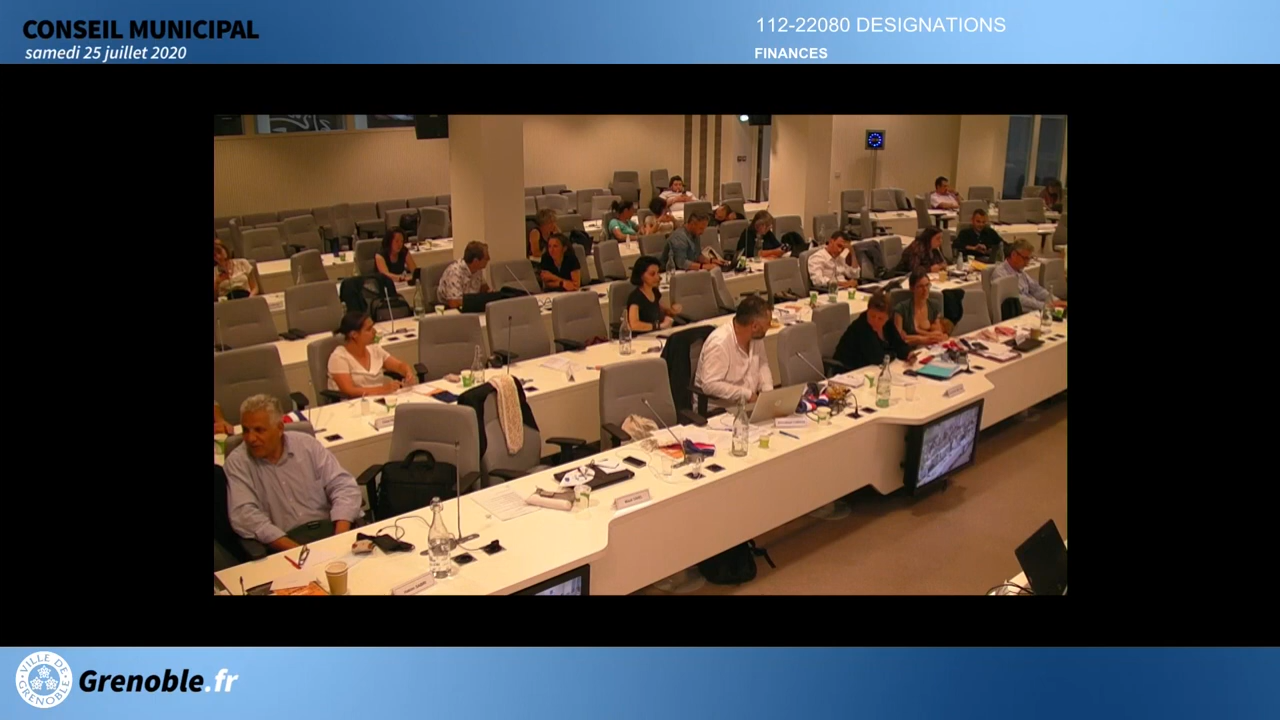 CONSEIL MUNICIPAL
samedi 25 juillet 2020
112-22080 DESIGNATIONS
FINANCES
VILLE DE GRENOBLE
Grenoble.fr